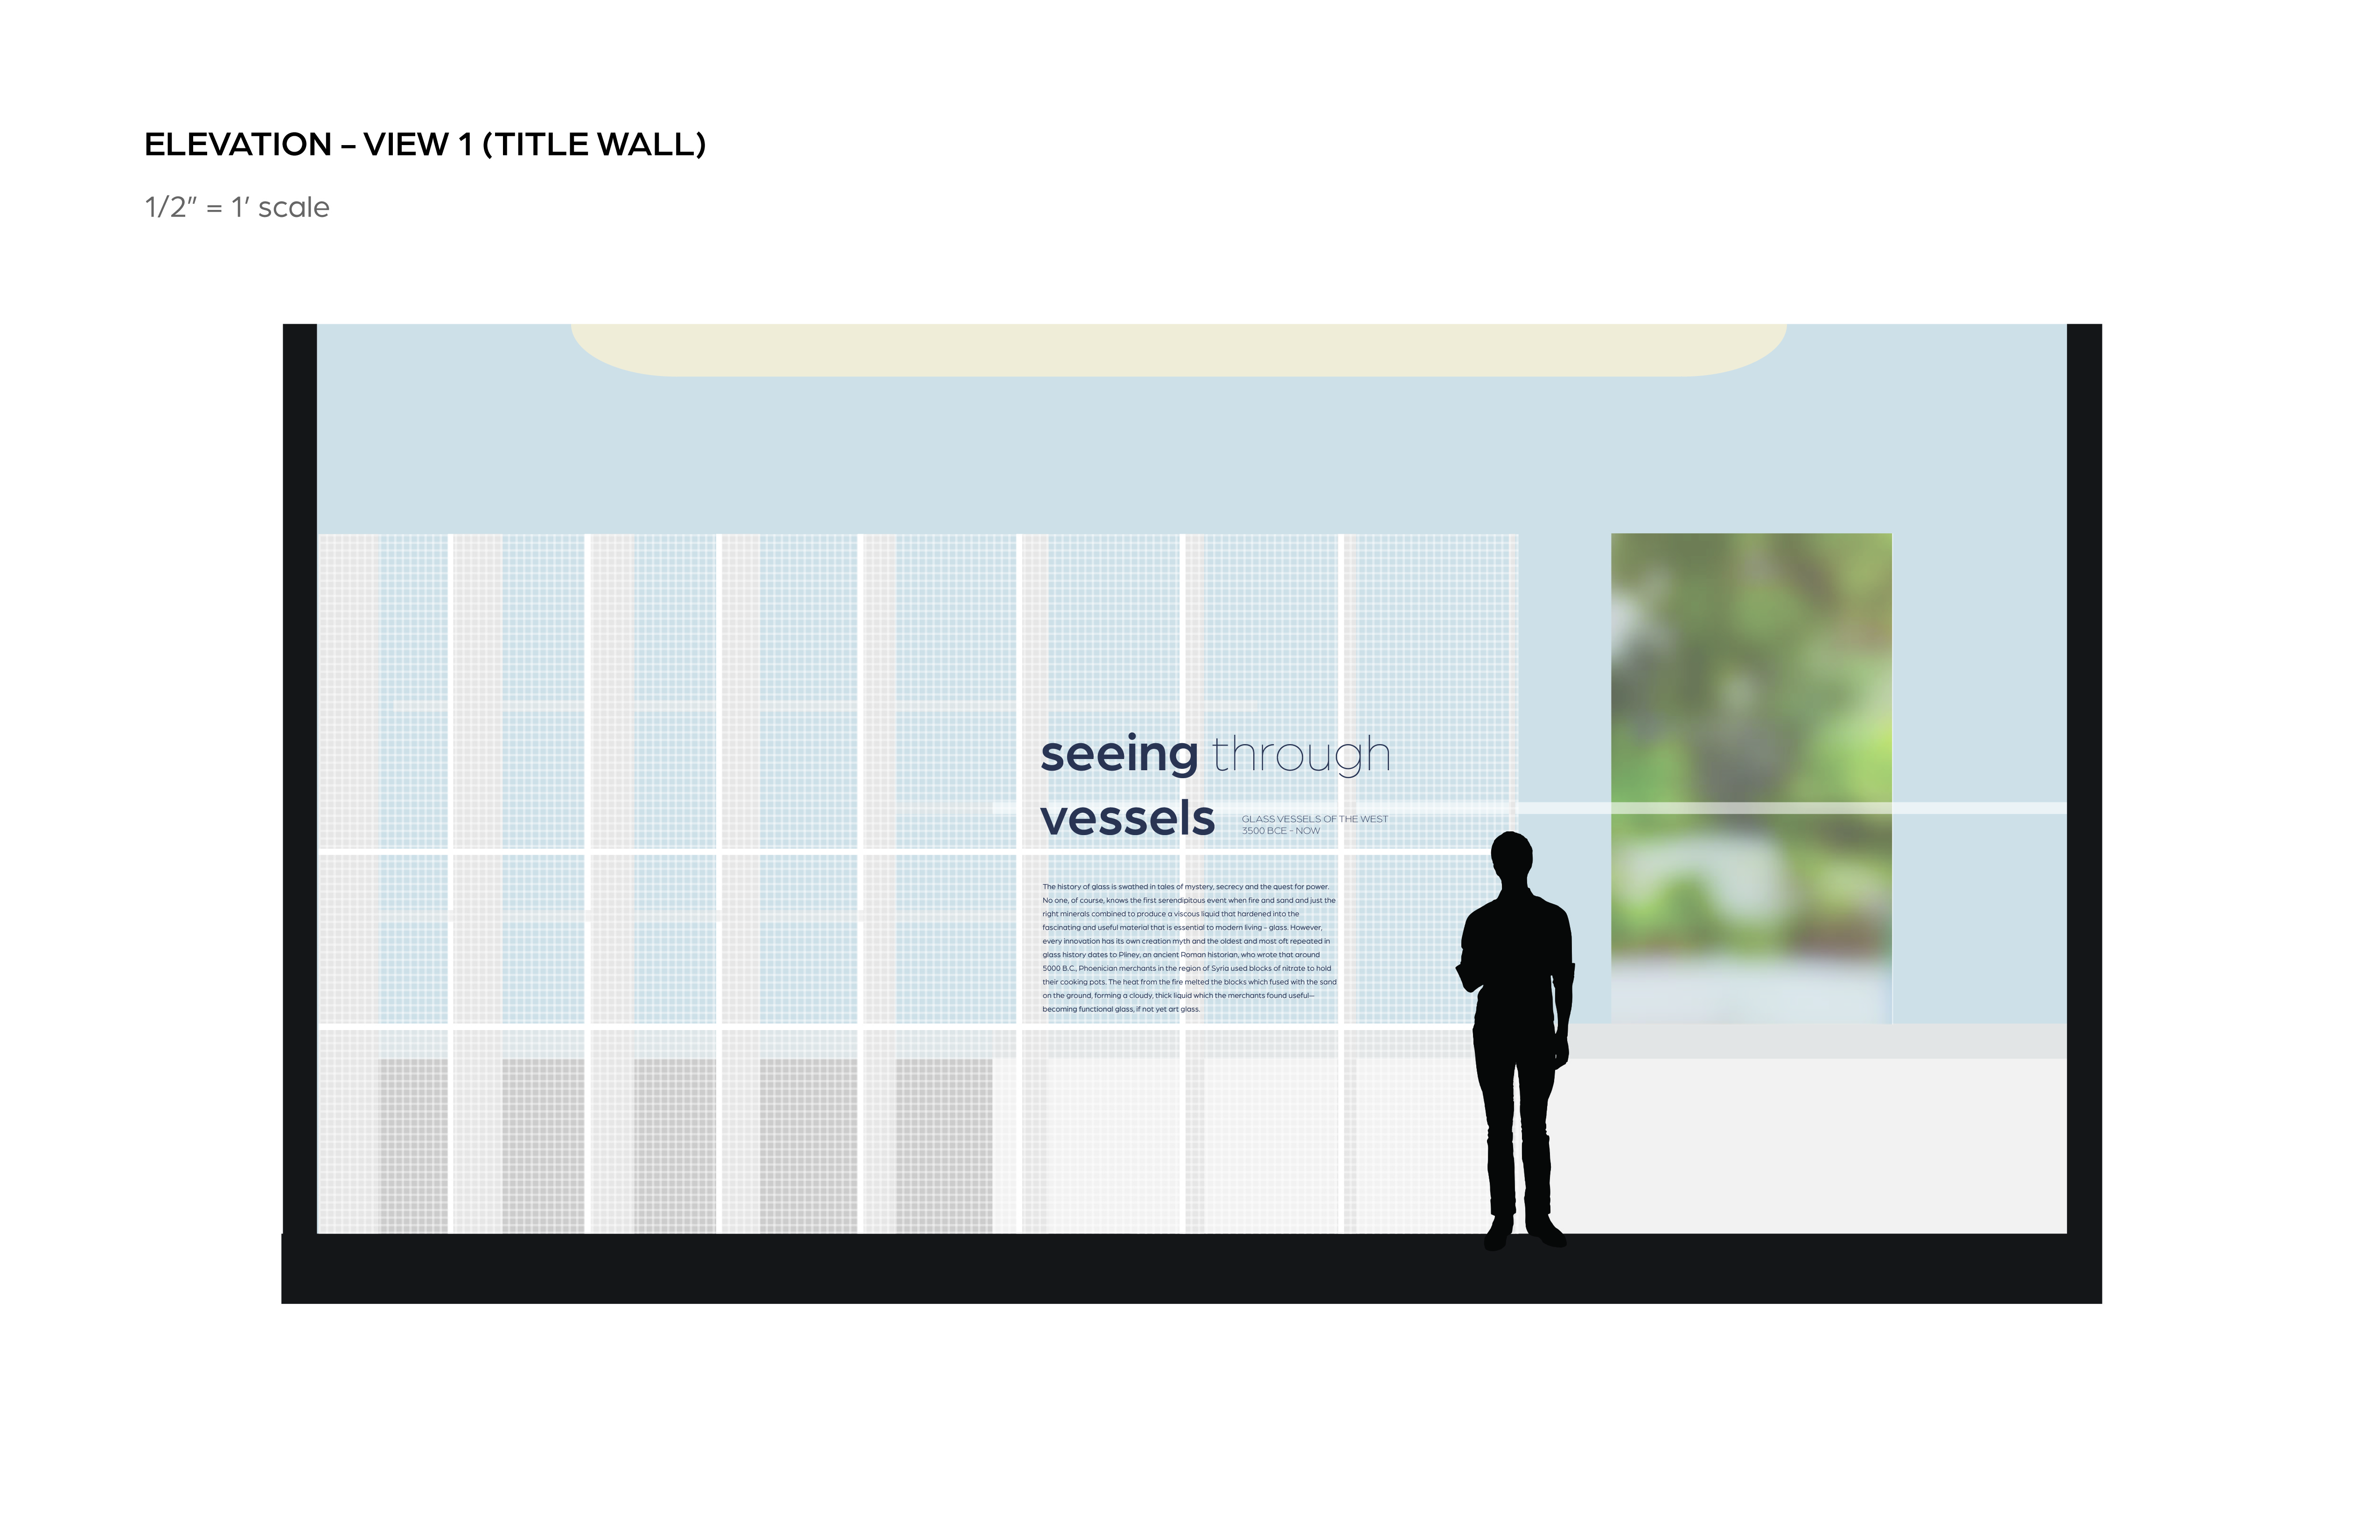 ELEVATION – VIEW 1 (TITLE WALL)
1/2” = 1’ scale
seeing through
vessels
GLASS VESSELS OF THE WEST
3500 BCE - NOW
The history of glass is swathed in tales of mystery, secrecy and the quest for power.
No one, of course, knows the first serendipitous event when fire and sand and just the
right minerals combined to produce a viscous liquid that hardened into the
fascinating and useful material that is essential to modern living - glass. However,
every innovation has its own creation myth and the oldest and most oft repeated in
glass history dates to Pliney, an ancient Roman historian, who wrote that around
5000 B.C., Phoenician merchants in the region of Syria used blocks of nitrate to hold
their cooking pots. The heat from the fire melted the blocks which fused with the sand
on the ground, forming a cloudy, thick liquid which the merchants found useful—
becoming functional glass, if not yet art glass.